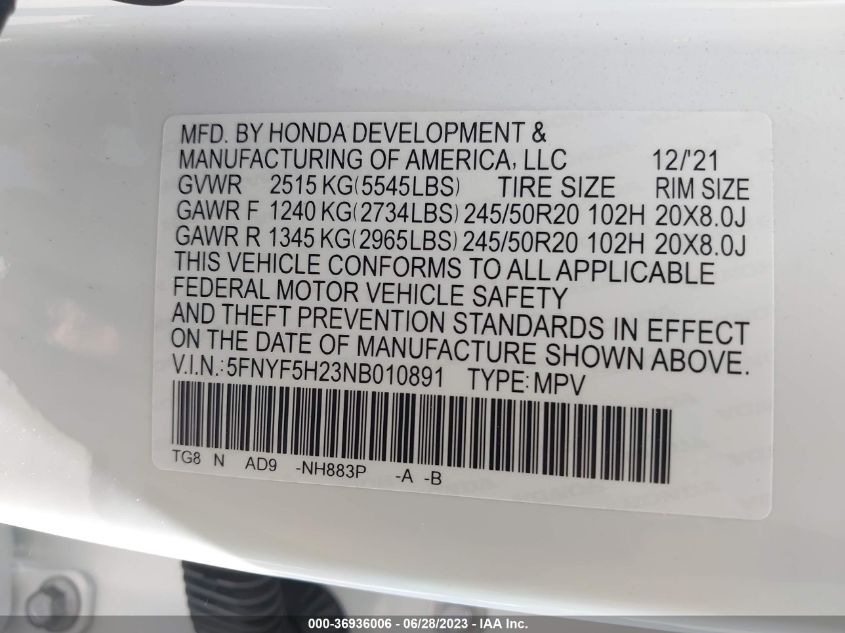 MFD. BY HONDA DEVELOPMENT &
MANUFACTURING OF AMERICA, LLC 12/'21
GVWR 2515 KG(5545LBS) TIRE SIZE RIM SIZE
GAWR F 1240 KG(2734LBS) 245/50R20 102H 20X8.0J
GAWR R 1345 KG(2965LBS) 245/50R20 102H 20X8.0J
THIS VEHICLE CONFORMS TO ALL APPLICABLE
FEDERAL MOTOR VEHICLE SAFETY
AND THEFT PREVENTION STANDARDS IN EFFECT
ON THE DATE OF MANUFACTURE SHOWN ABOVE.
V.I.N.: 5FNYF5H23NB010891 TYPE: MPV
TG8 N AD9 -NH883P -A -B
000-36936006 - 06/28/2023 - IAAI.com